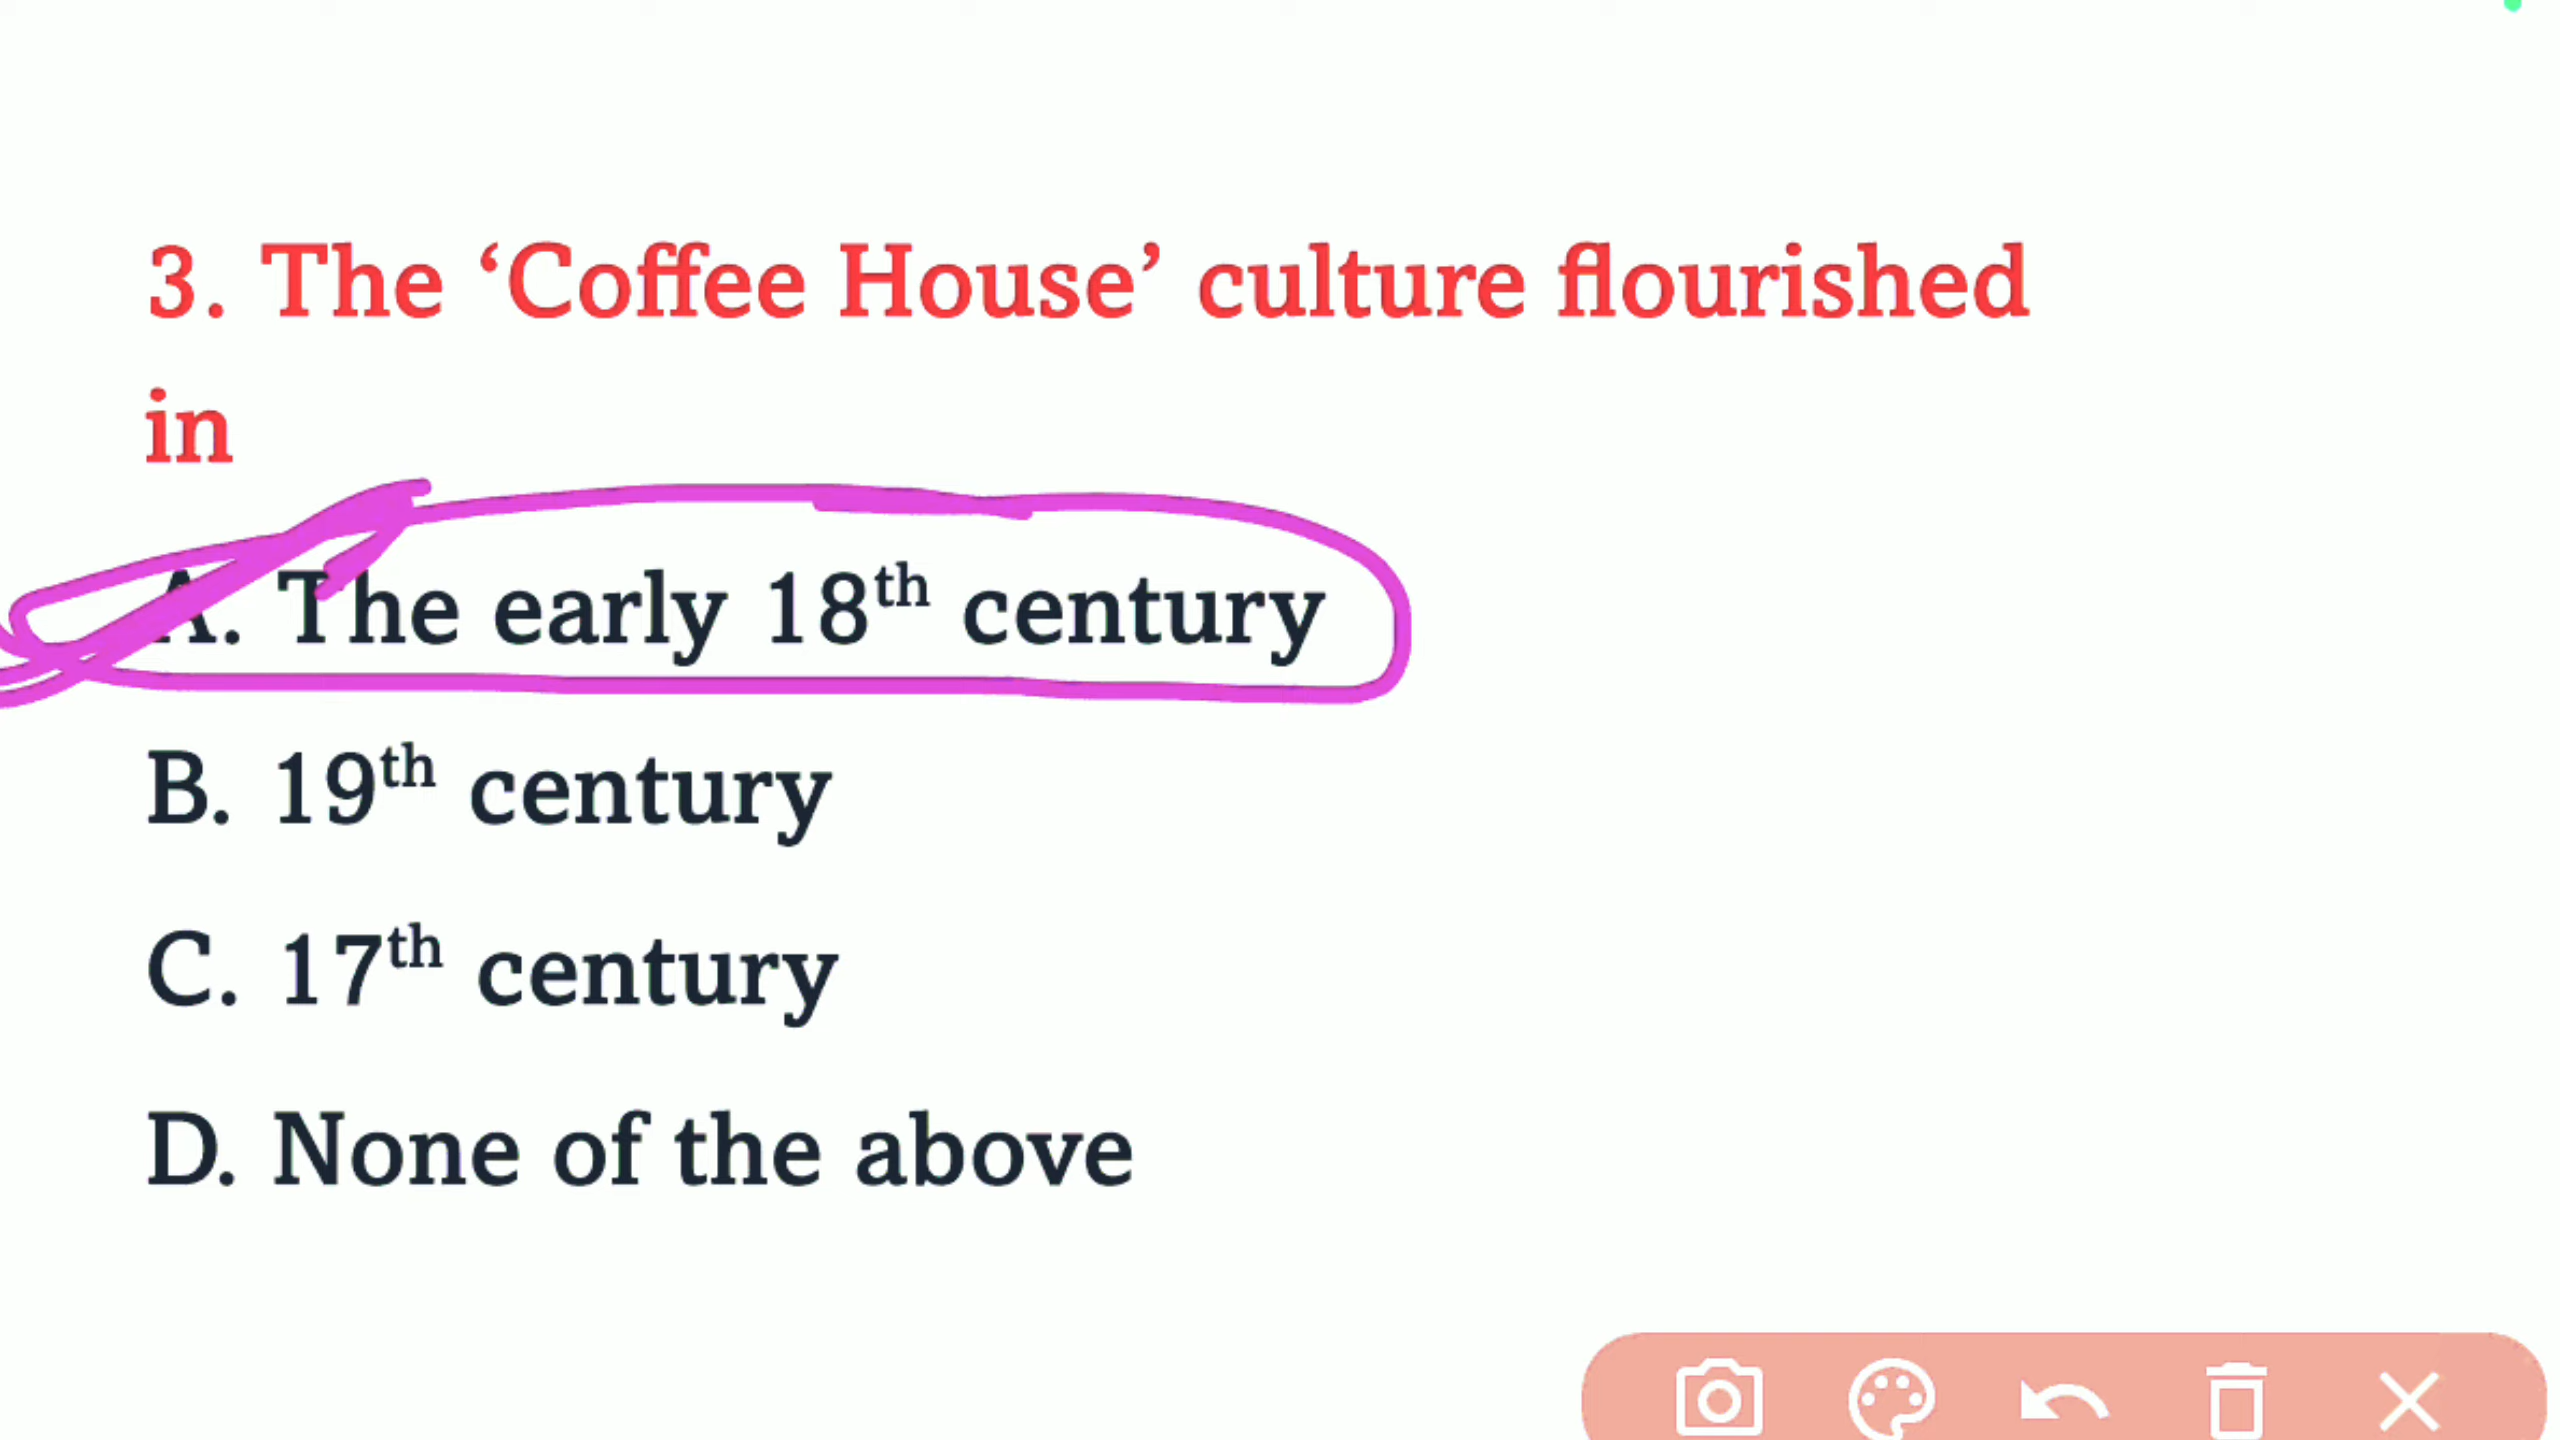 3. The ‘Coffee House’ culture flourished
in
A. The early 18th century
B. 19th century
C. 17th century
D. None of the above